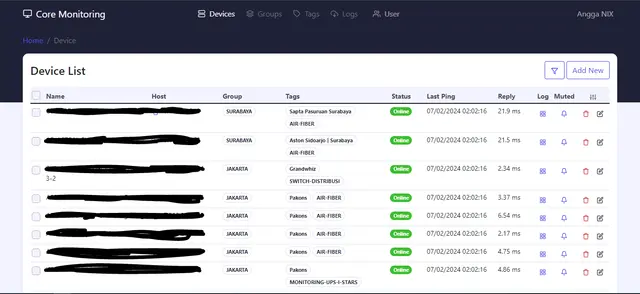 Core Monitoring Devices Groups Tags Logs User Angga NIX
Home / Device
Device List Add New
Name Host Group Tags Status Last Ping Reply Log Muted
SURABAYA Sapta Pasuruan Surabaya Online 07/02/2024 02:02:16 21.9 ms
AIR-FIBER
SURABAYA Aston Sidoarjo | Surabaya Online 07/02/2024 02:02:16 21.5 ms
AIR-FIBER
JAKARTA Grandwhiz Online 07/02/2024 02:02:16 2.34 ms
3-2 SWITCH-DISTRIBUSI
JAKARTA Pakons AIR-FIBER Online 07/02/2024 02:02:16 3.37 ms
JAKARTA Pakons AIR-FIBER Online 07/02/2024 02:02:16 6.54 ms
JAKARTA Pakons AIR-FIBER Online 07/02/2024 02:02:16 2.17 ms
JAKARTA Pakons AIR-FIBER Online 07/02/2024 02:02:16 4.75 ms
JAKARTA Pakons Online 07/02/2024 02:02:16 4.86 ms
MONITORING-UPS-I-STARS